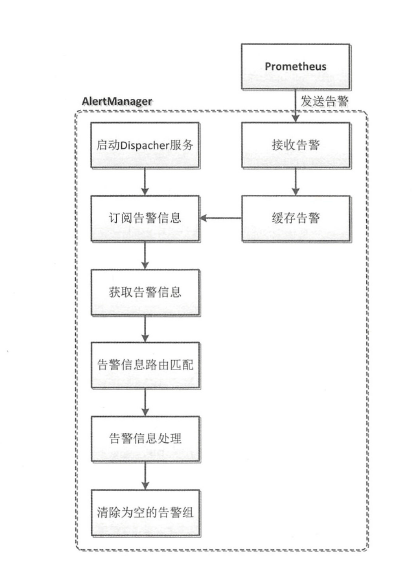 Prometheus
发送告警
AlertManager
启动Dispacher服务
接收告警
订阅告警信息
缓存告警
获取告警信息
告警信息路由匹配
告警信息处理
清除为空的告警组